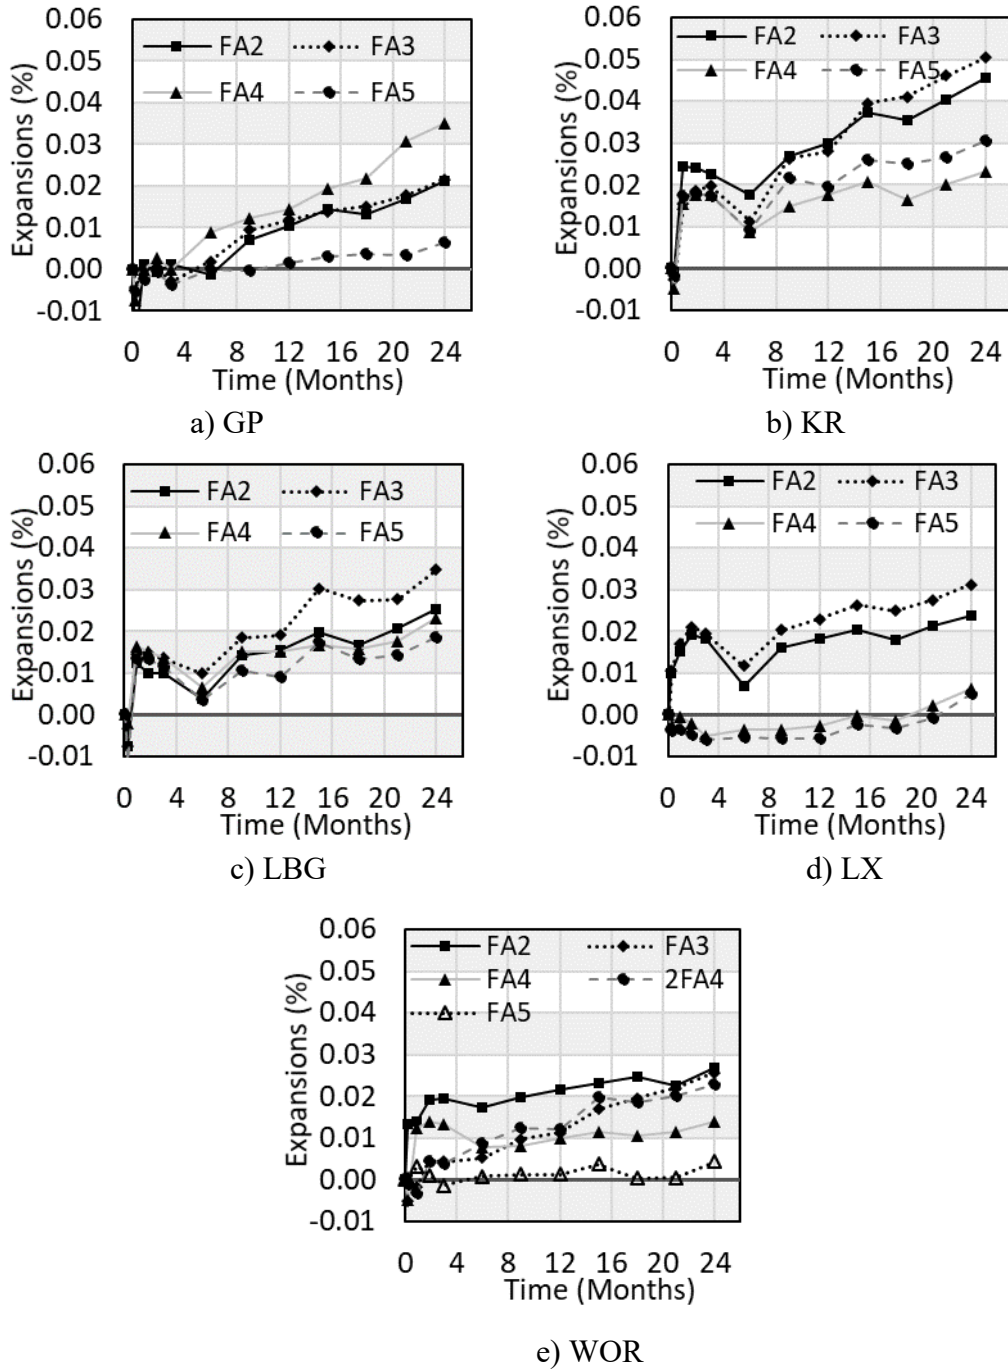 0.06
0.05
0.04
0.03
0.02
0.01
0.00
-0.01
Expansions (%)
FA2 FA3
FA4 FA5
0 4 8 12 16 20 24
Time (Months)
a) GP
0.06
0.05
0.04
0.03
0.02
0.01
0.00
-0.01
Expansions (%)
FA2 FA3
FA4 FA5
0 4 8 12 16 20 24
Time (Months)
b) KR
0.06
0.05
0.04
0.03
0.02
0.01
0.00
-0.01
Expansions (%)
FA2 FA3
FA4 FA5
0 4 8 12 16 20 24
Time (Months)
c) LBG
0.06
0.05
0.04
0.03
0.02
0.01
0.00
-0.01
Expansions (%)
FA2 FA3
FA4 FA5
0 4 8 12 16 20 24
Time (Months)
d) LX
0.06
0.05
0.04
0.03
0.02
0.01
0.00
-0.01
Expansions (%)
FA2 FA3
FA4 2FA4
FA5
0 4 8 12 16 20 24
Time (Months)
e) WOR